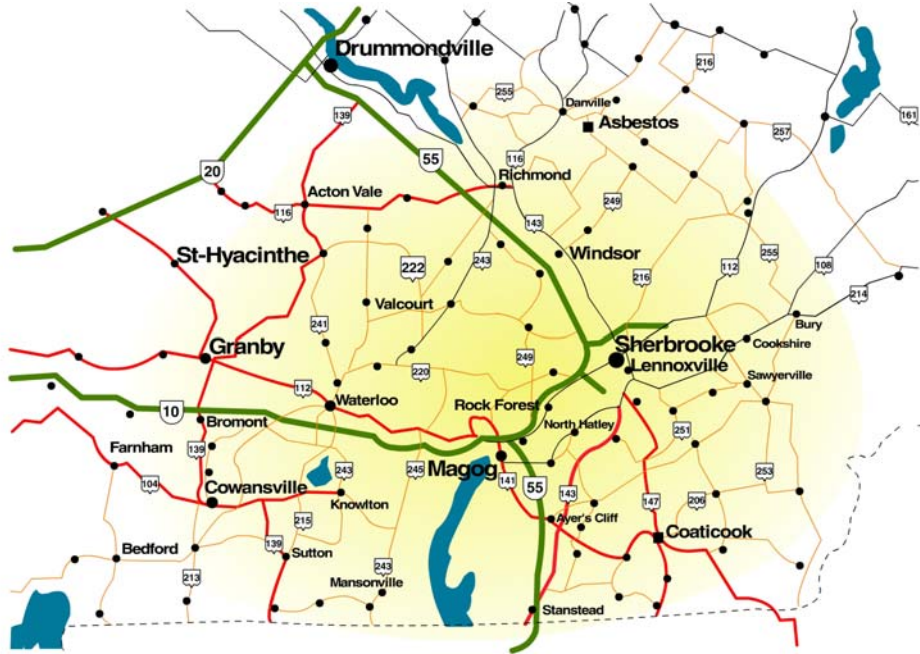 Drummondville
216
255
Danville
139
161
Asbestos
257
55
116
20
Richmond
Acton Vale
249
116
143
St-Hyacinthe
Windsor
222
243
112
255
108
216
214
Valcourt
241
Bury
Granby
Sherbrooke
Cookshire
249
Lennoxville
220
Sawyerville
112
Waterloo
Rock Forest
10
Bromont
North Hatley
251
Farnham
139
Magog
243
245
253
104
141
55
143
Cowansville
Knowlton
147
206
215
Ayer's Cliff
139
Coaticook
Bedford
Sutton
243
213
Mansonville
Stanstead